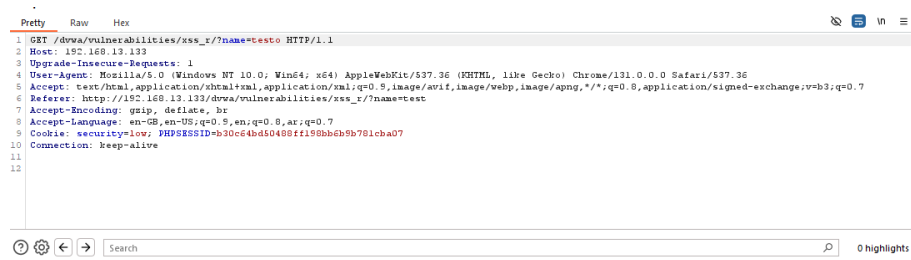 Pretty Raw Hex \n
1 GET /dvwa/vulnerabilities/xss_r/?name=testo HTTP/1.1
2 Host: 192.168.13.133
3 Upgrade-Insecure-Requests: 1
4 User-Agent: Mozilla/5.0 (Windows NT 10.0; Win64; x64) AppleWebKit/537.36 (KHTML, like Gecko) Chrome/131.0.0.0 Safari/537.36
5 Accept: text/html,application/xhtml+xml,application/xml;q=0.9,image/avif,image/webp,image/apng,*/*;q=0.8,application/signed-exchange;v=b3;q=0.7
6 Referer: http://192.168.13.133/dvwa/vulnerabilities/xss_r/?name=test
7 Accept-Encoding: gzip, deflate, br
8 Accept-Language: en-GB,en-US;q=0.9,en;q=0.8,ar;q=0.7
9 Cookie: security=low; PHPSESSID=b30c64bd50488ff198bb6b9b781cba07
10 Connection: keep-alive
11
12
Search 0 highlights